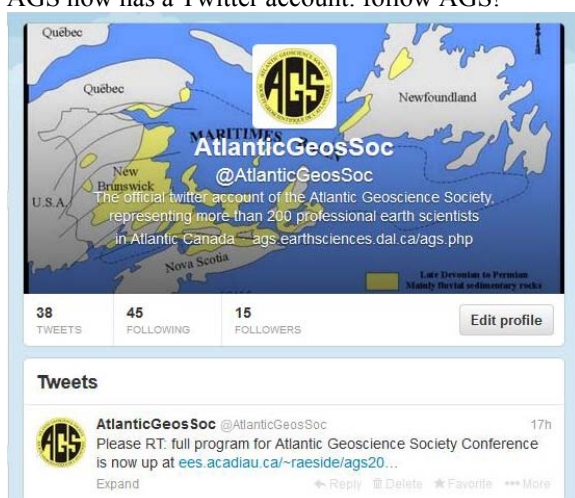 AGS now has a Twitter account: follow AGS!
Québec
Québec
Newfoundland
AGS
MARITIMES
AtlanticGeosSoc
@AtlanticGeosSoc
New
Brunswick
U.S.A.
The official twitter account of the Atlantic Geoscience Society,
representing more than 200 professional earth scientists
in Atlantic Canada - ags.earthsciences.dal.ca/ags.php
Nova Scotia
Late Devonian to Permian
Mainly fluvial sedimentary rocks
38
TWEETS
45
FOLLOWING
15
FOLLOWERS
Edit profile
Tweets
AGS
AtlanticGeosSoc @AtlanticGeosSoc 17h
Please RT: full program for Atlantic Geoscience Society Conference
is now up at ees.acadiau.ca/~raeside/ags20...
Expand Reply Delete Favorite More